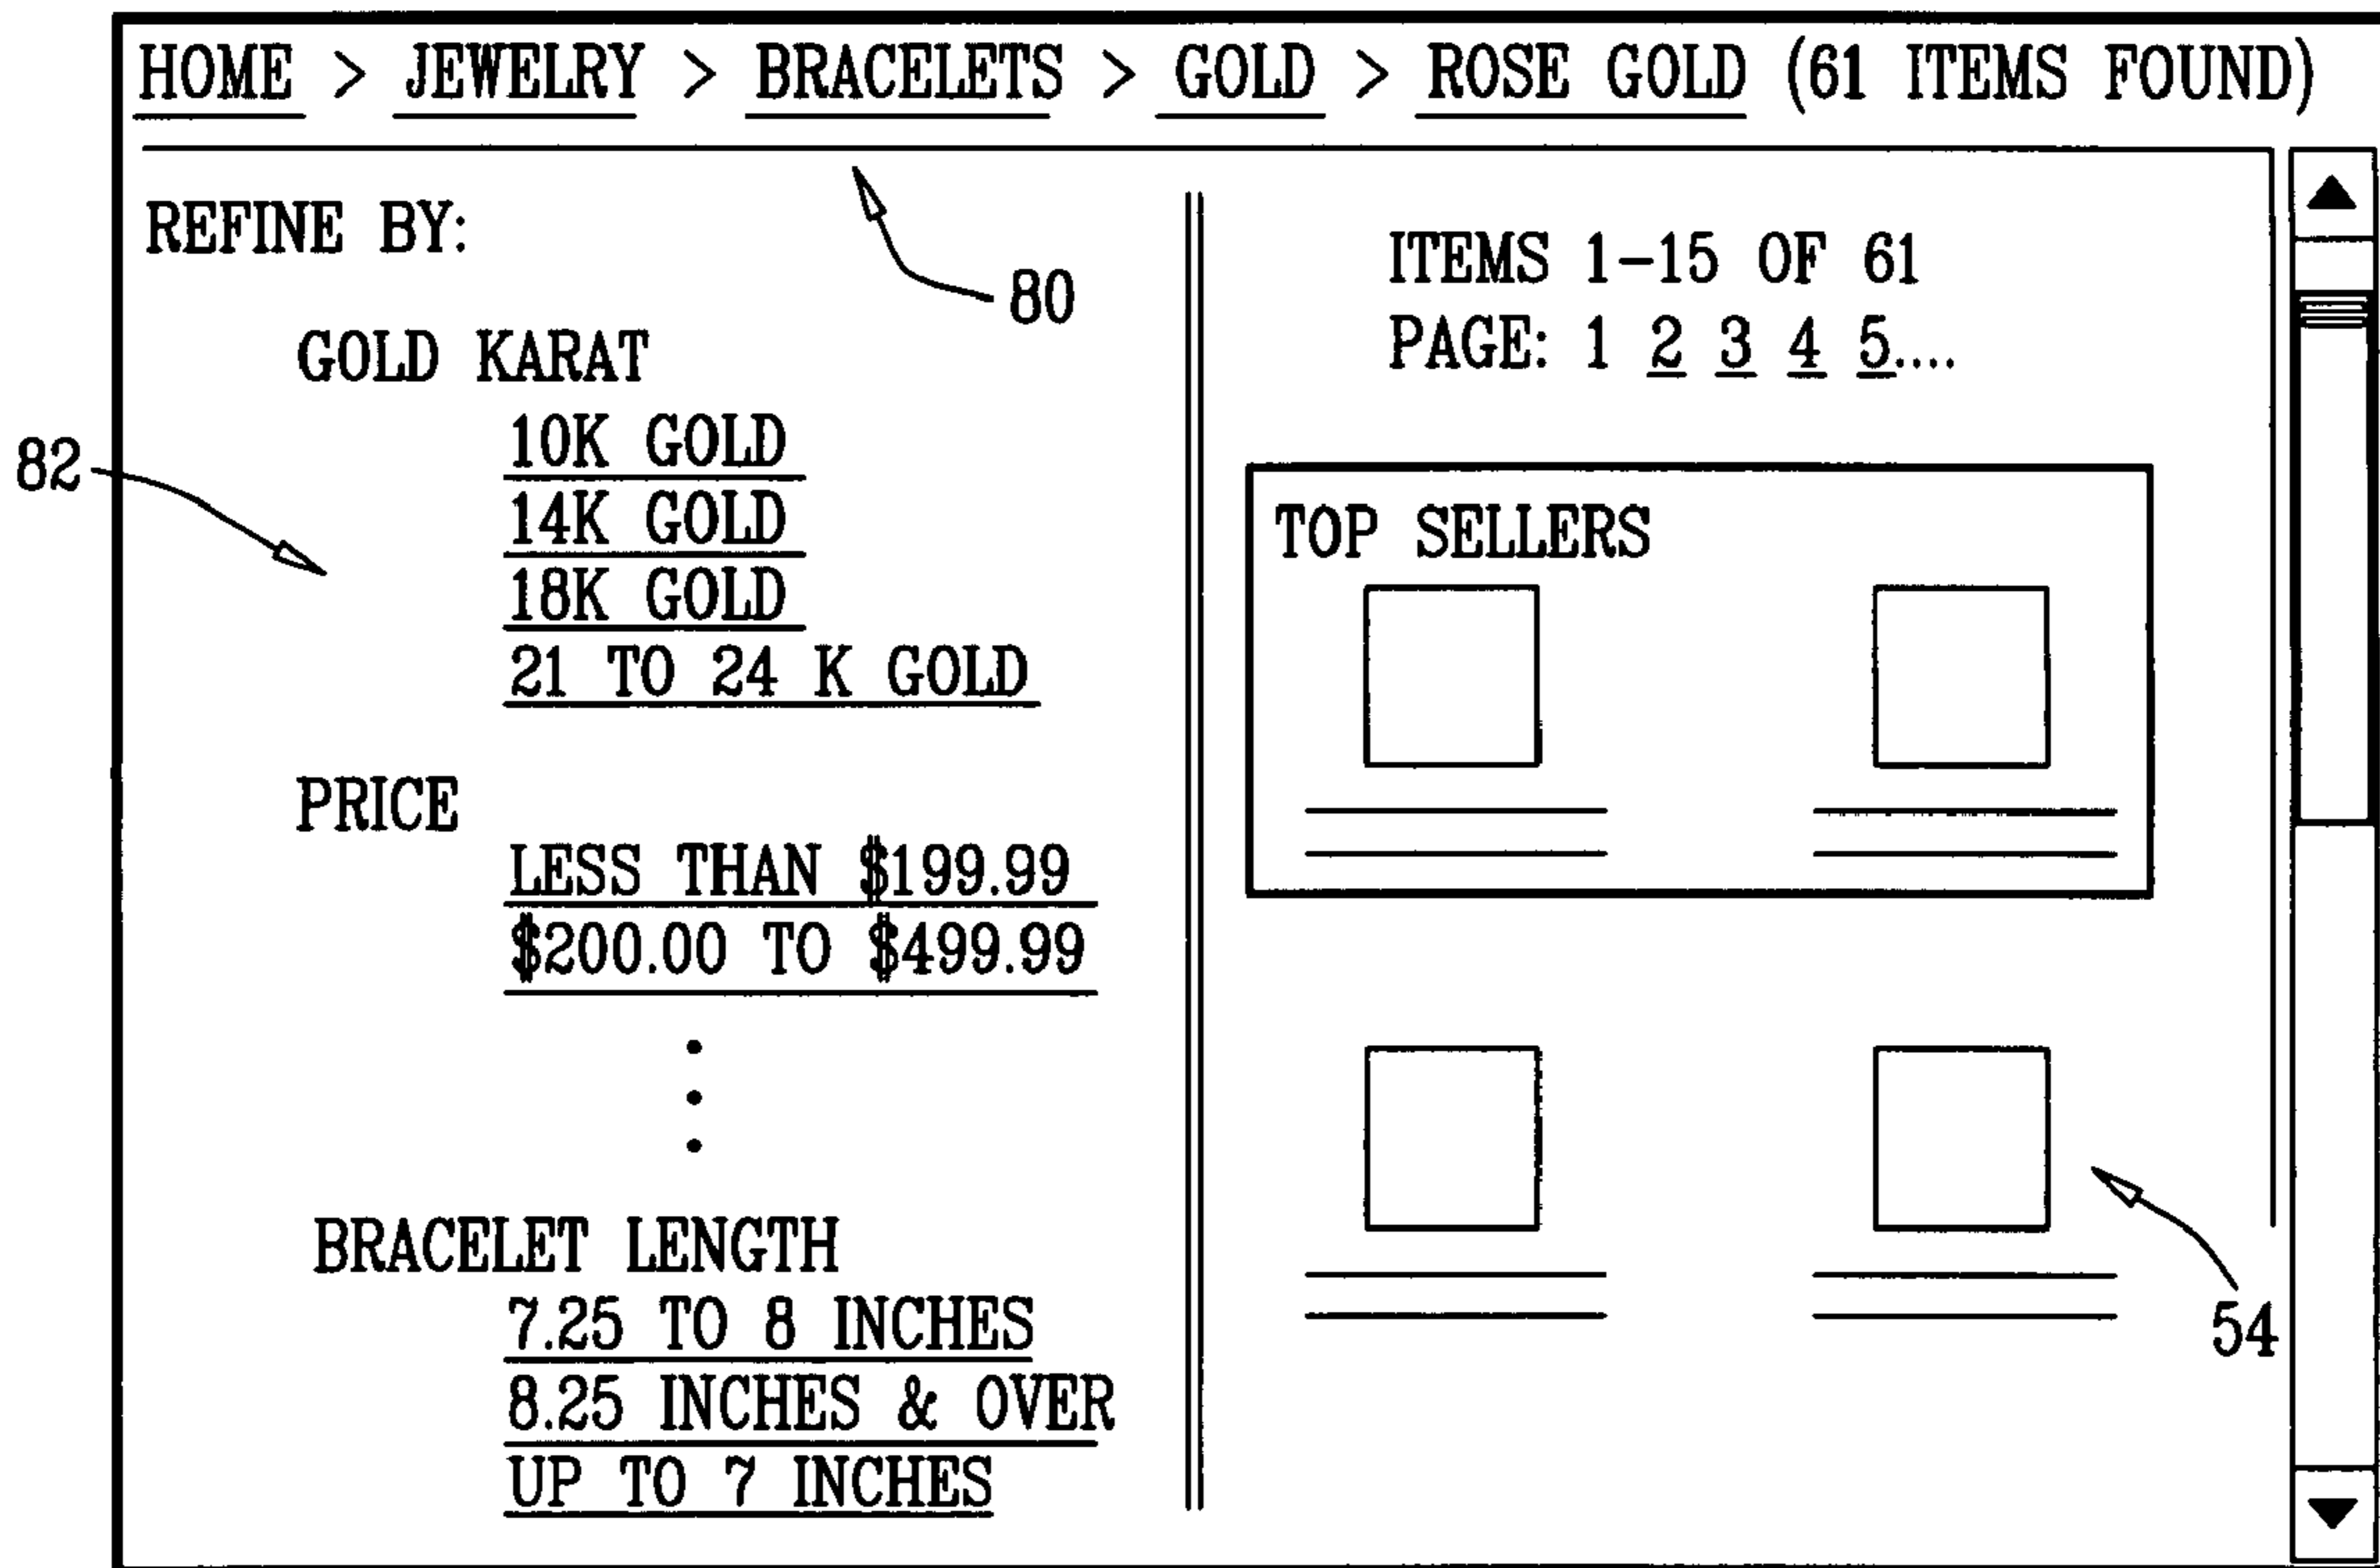 HOME > JEWELRY > BRACELETS > GOLD > ROSE GOLD (61 ITEMS FOUND)
REFINE BY:
80
GOLD KARAT
10K GOLD
14K GOLD
18K GOLD
21 TO 24 K GOLD
82
PRICE
LESS THAN $199.99
$200.00 TO $499.99
BRACELET LENGTH
7.25 TO 8 INCHES
8.25 INCHES & OVER
UP TO 7 INCHES
ITEMS 1-15 OF 61
PAGE: 1 2 3 4 5....
TOP SELLERS
54